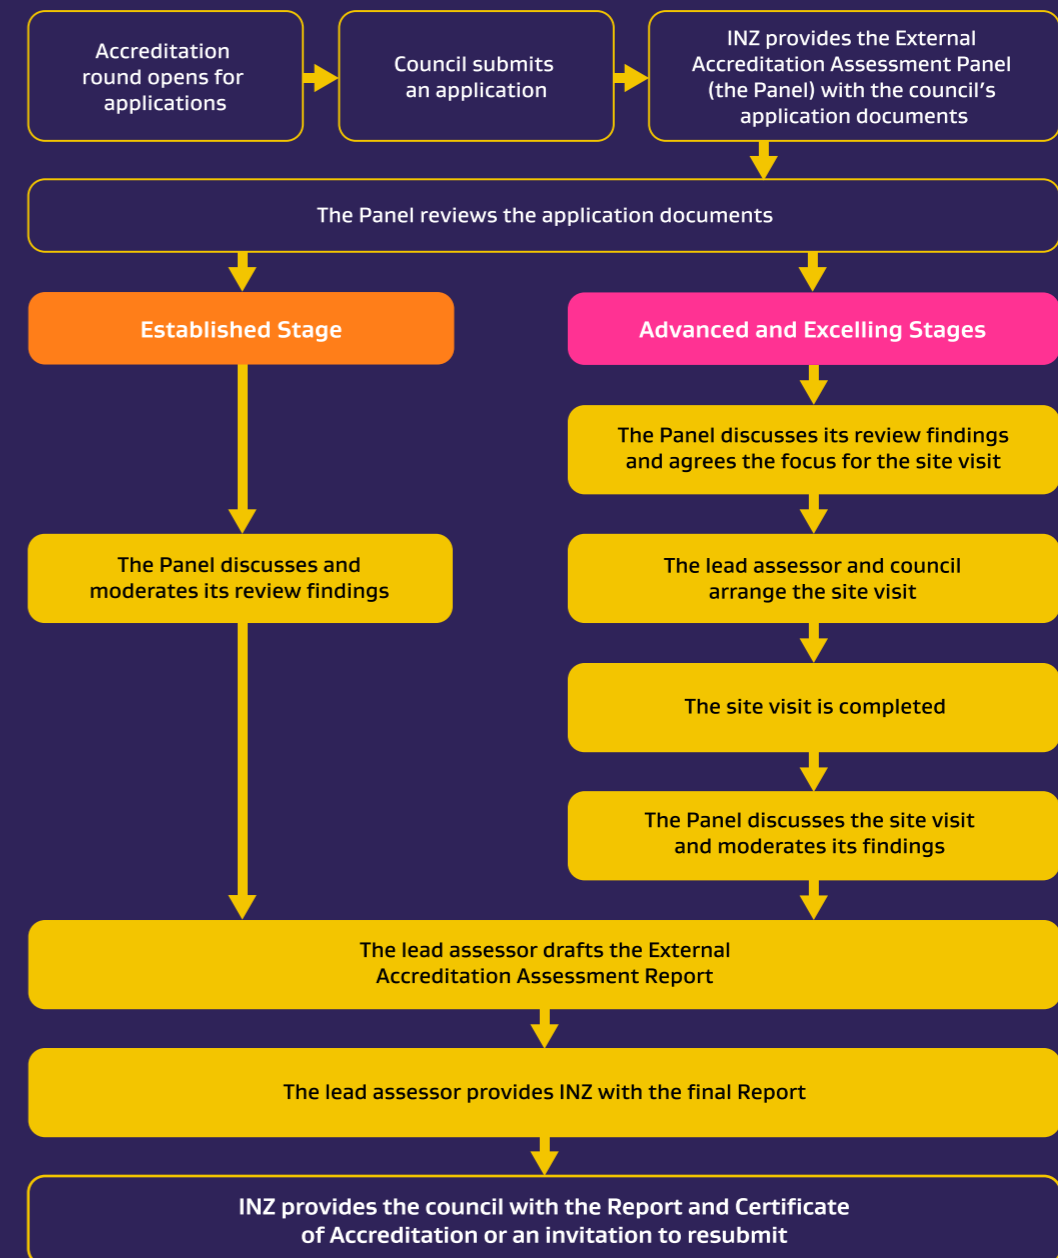 Accreditation
round opens for
applications
Council submits
an application
INZ provides the External
Accreditation Assessment Panel
(the Panel) with the council's
application documents
The Panel reviews the application documents
Established Stage
The Panel discusses and
moderates its review findings
Advanced and Excelling Stages
The Panel discusses its review findings
and agrees the focus for the site visit
The lead assessor and council
arrange the site visit
The site visit is completed
The Panel discusses the site visit
and moderates its findings
The lead assessor drafts the External
Accreditation Assessment Report
The lead assessor provides INZ with the final Report
INZ provides the council with the Report and Certificate
of Accreditation or an invitation to resubmit